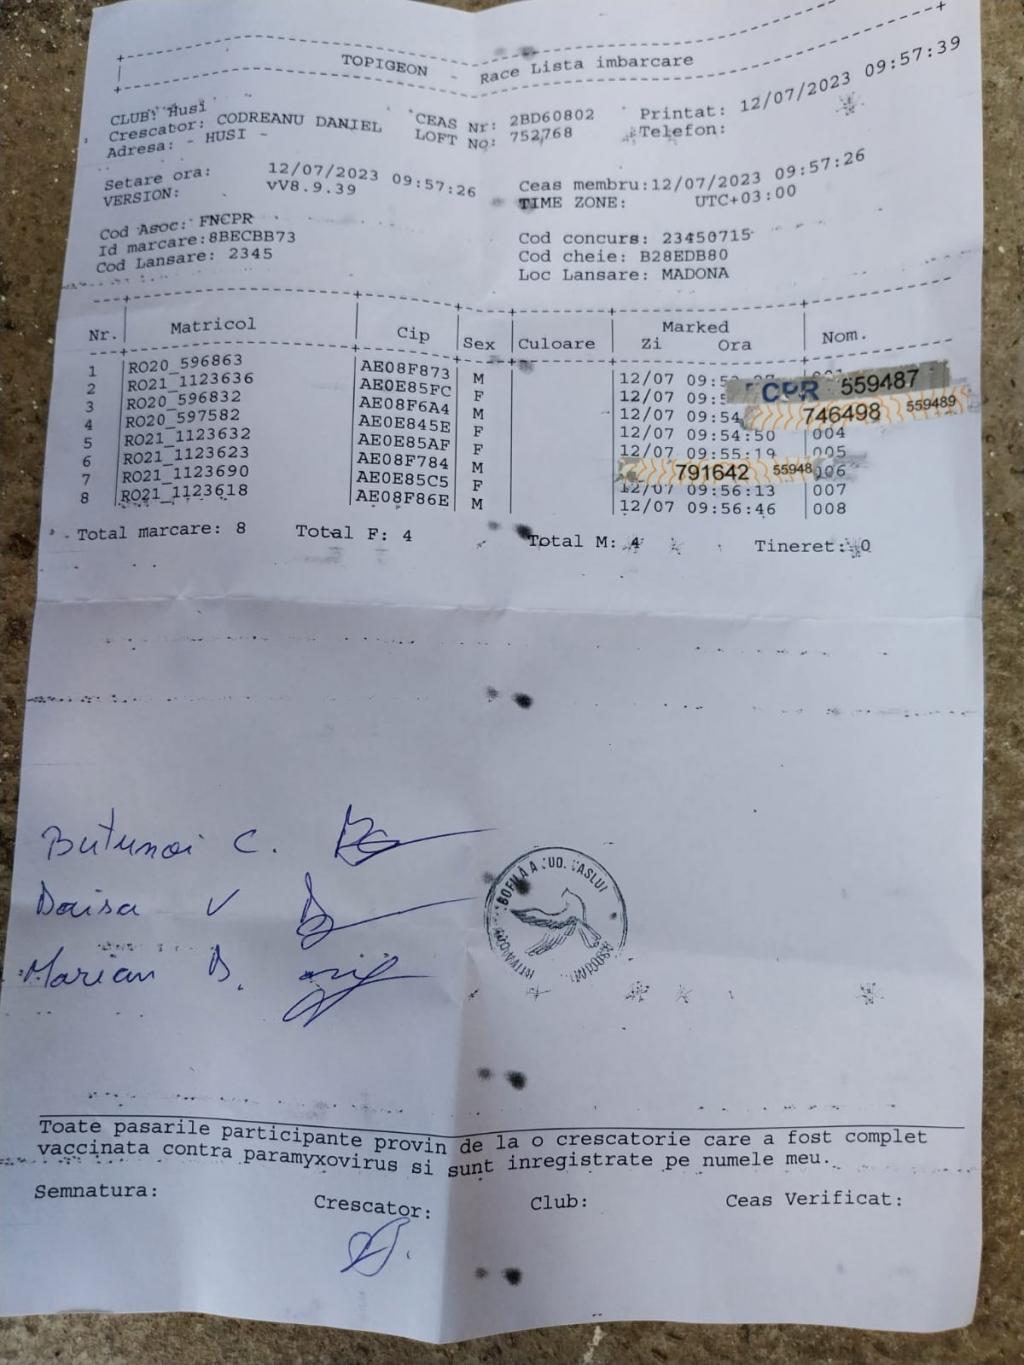 TOPIGEON - Race Lista imbarcare
CLUB: Husi CEAS Nr: 2BD60802 Printat: 12/07/2023 09:57:39
Crescator: CODREANU DANIEL LOFT No: 752768 Telefon:
Adresa: - HUSI -
Setare ora: 12/07/2023 09:57:26 Ceas membru:12/07/2023 09:57:26
VERSION: vV8.9.39 TIME ZONE: UTC+03:00
Cod Asoc: FNCPR Cod concurs: 23450715
Id marcare:8BECBB73 Cod cheie: B28EDB80
Cod Lansare: 2345 Loc Lansare: MADONA
Nr. Matricol Cip Sex Culoare Marked Zi Ora Nom.
1 RO20_596863 AE08F873 M 12/07
2 RO21_1123636 AE0E85FC F 12/07 CPR 559487
3 RO20_596832 AE08F6A4 M 12/07 09:54 746498 559489
4 RO20_597582 AE0E845E F 12/07 09:54:50 004
5 RO21_1123632 AE0E85AF F 12/07 09:55:19 005
6 RO21_1123623 AE08F784 M 791642 55948 006
7 RO21_1123690 AE0E85C5 F 12/07 09:56:13 007
8 RO21_1123618 AE08F86E M 12/07 09:56:46 008
Total marcare: 8 Total F: 4 Total M: 4 Tineret: 0
C.
V
Marian D.
JUD. VASLUI
Toate pasarile participante provin de la o crescatorie care a fost complet
vaccinata contra paramyxovirus si sunt inregistrate pe numele meu.
Semnatura: Crescator: Club: Ceas Verificat: